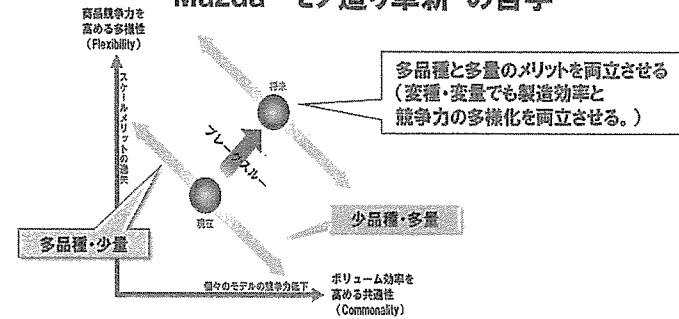 Mazda "モノ造り革新"の哲学
商品競争力を
高める多様性
(Flexibility)
スケールメリットの逸失
将来
多品種と多量のメリットを両立させる
(変種・変量でも製造効率と
競争力の多様化を両立させる。)
ブレークスルー
現在
少品種・多量
多品種・少量
個々のモデルの競争力低下
ボリューム効率を
高める共通性
(Commonality)